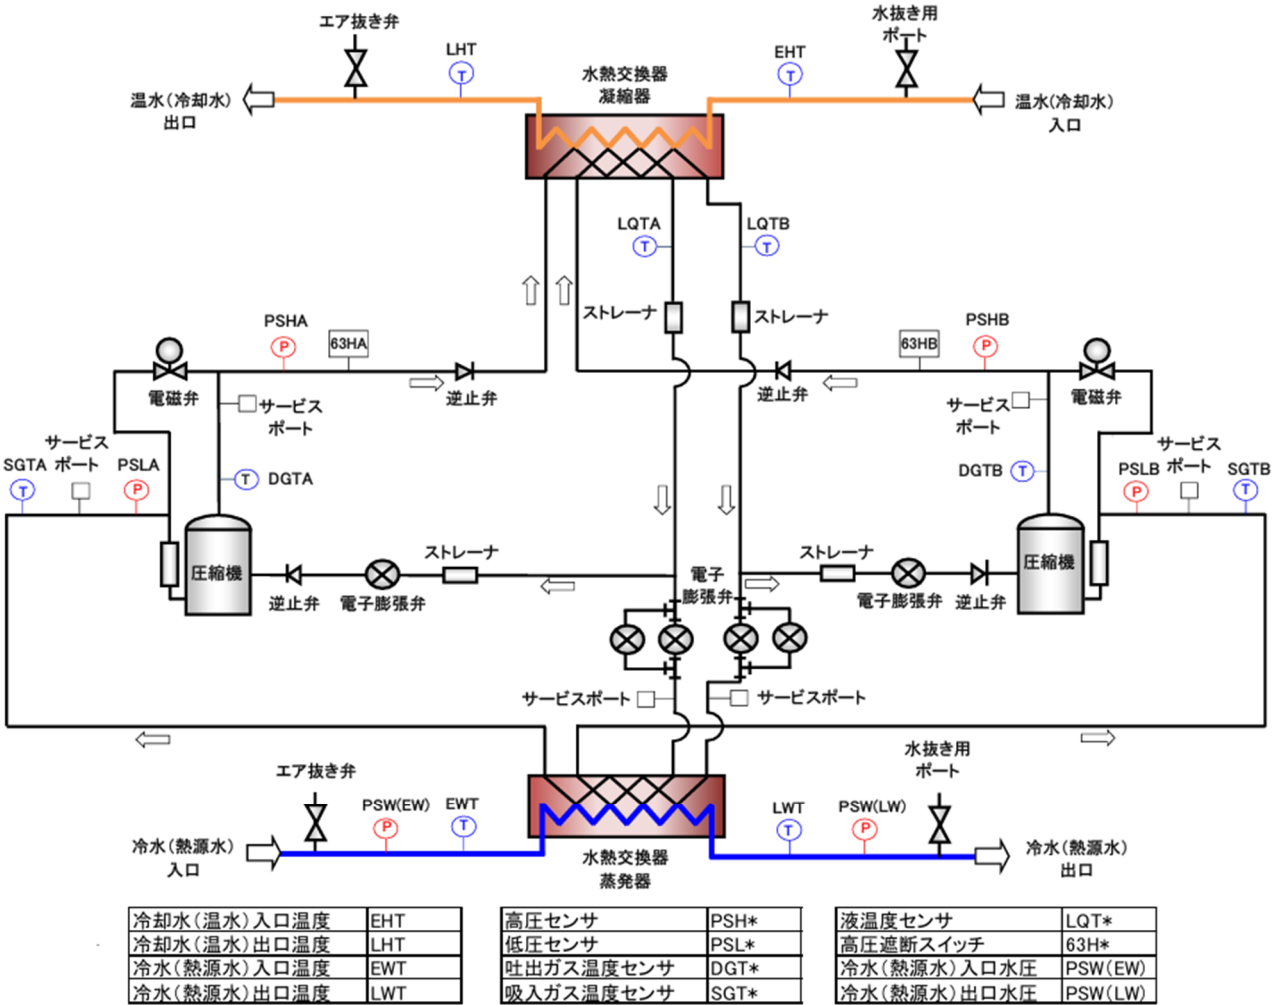 エア抜き弁
水抜き用
ポート
LHT
T
EHT
T
水熱交換器
凝縮器
温水(冷却水)
出口
温水(冷却水)
入口
LQTA
T
LQTB
T
ストレーナ
ストレーナ
PSHA
P
63HA
逆止弁
電磁弁
サービス
ポート
DGTA
T
PSHB
P
63HB
逆止弁
電磁弁
サービス
ポート
DGTB
T
SGTA
T
サービス
ポート
PSLA
P
PSLB
P
サービス
ポート
SGTB
T
圧縮機
逆止弁
電子膨張弁
ストレーナ
電子
膨張弁
ストレーナ
電子膨張弁
逆止弁
圧縮機
サービスポート
サービスポート
エア抜き弁
PSW(EW)
P
EWT
T
冷水(熱源水)
入口
水熱交換器
蒸発器
LWT
T
PSW(LW)
P
水抜き用
ポート
冷水(熱源水)
出口
冷却水(温水)入口温度 EHT
冷却水(温水)出口温度 LHT
冷水(熱源水)入口温度 EWT
冷水(熱源水)出口温度 LWT
高圧センサ PSH*
低圧センサ PSL*
吐出ガス温度センサ DGT*
吸入ガス温度センサ SGT*
液温度センサ LQT*
高圧遮断スイッチ 63H*
冷水(熱源水)入口水圧 PSW(EW)
冷水(熱源水)出口水圧 PSW(LW)